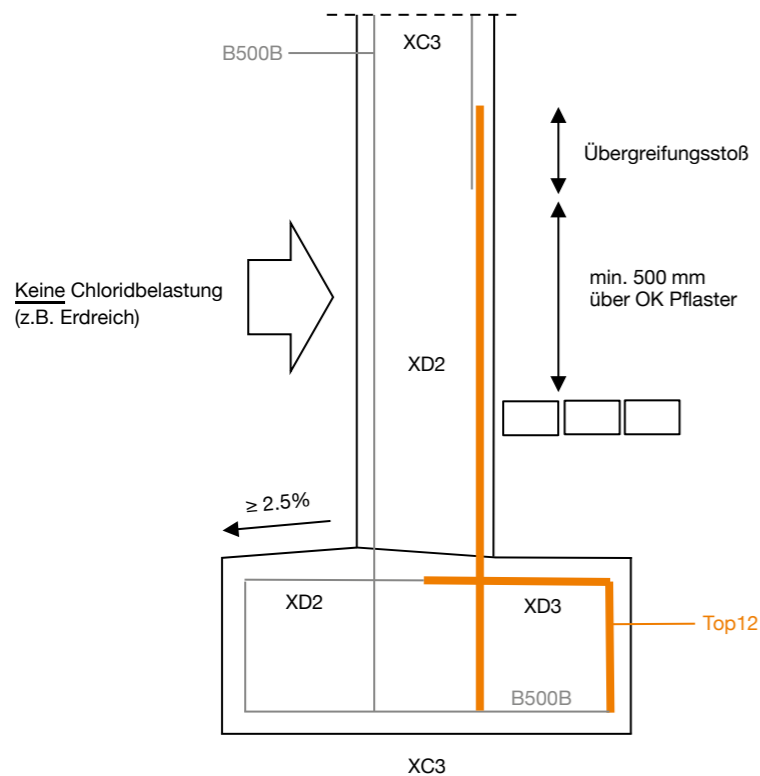 XC3
B500B
Übergreifungsstoß
min. 500 mm
über OK Pflaster
Keine Chloridbelastung
(z.B. Erdreich)
XD2
≥ 2.5%
XD2
XD3
Top12
B500B
XC3